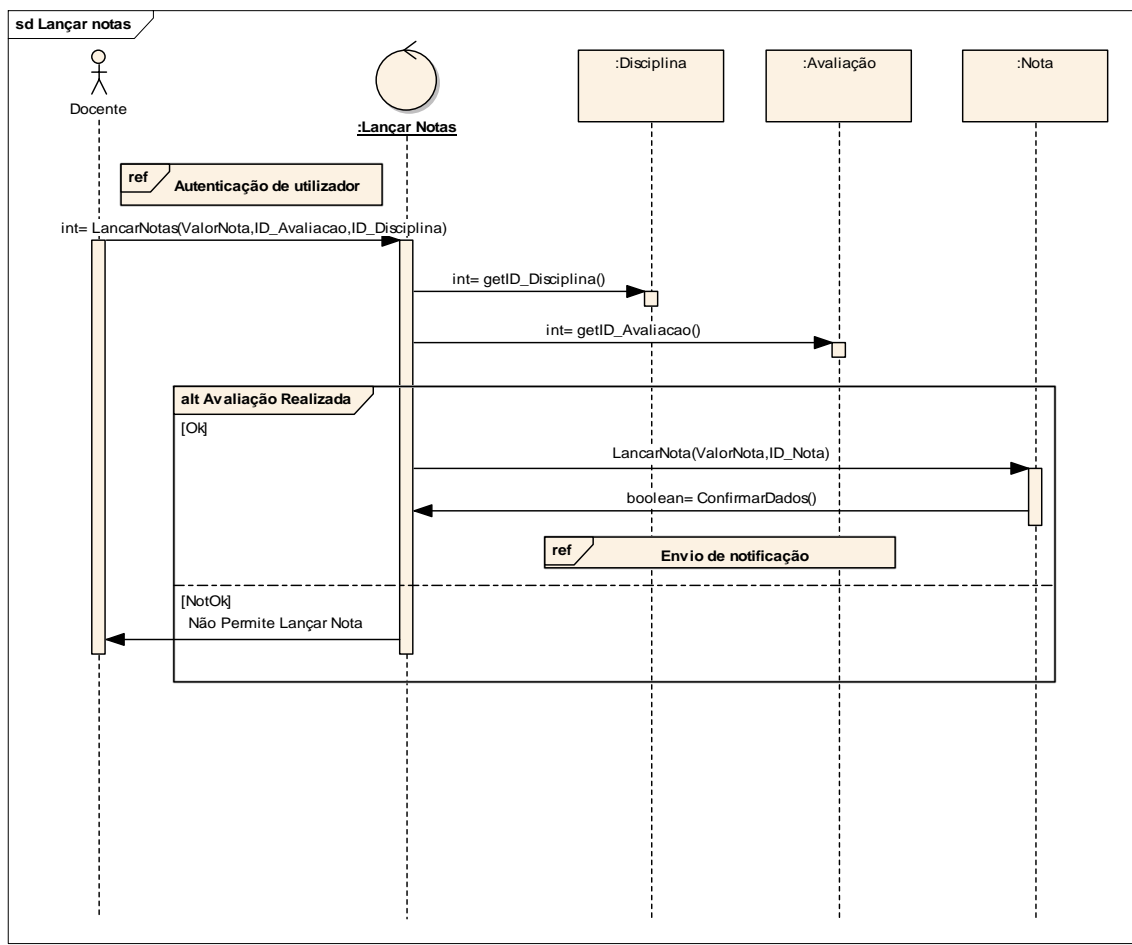 sd Lançar notas
Docente
:Lançar Notas
:Disciplina
:Avaliação
:Nota
ref
Autenticação de utilizador
int= LancarNotas(ValorNota,ID_Avaliacao,ID_Disciplina)
int= getID_Disciplina()
int= getID_Avaliacao()
alt Avaliação Realizada
[Ok]
LancarNota(ValorNota,ID_Nota)
boolean= ConfirmarDados()
ref
Envio de notificação
[NotOk]
Não Permite Lançar Nota